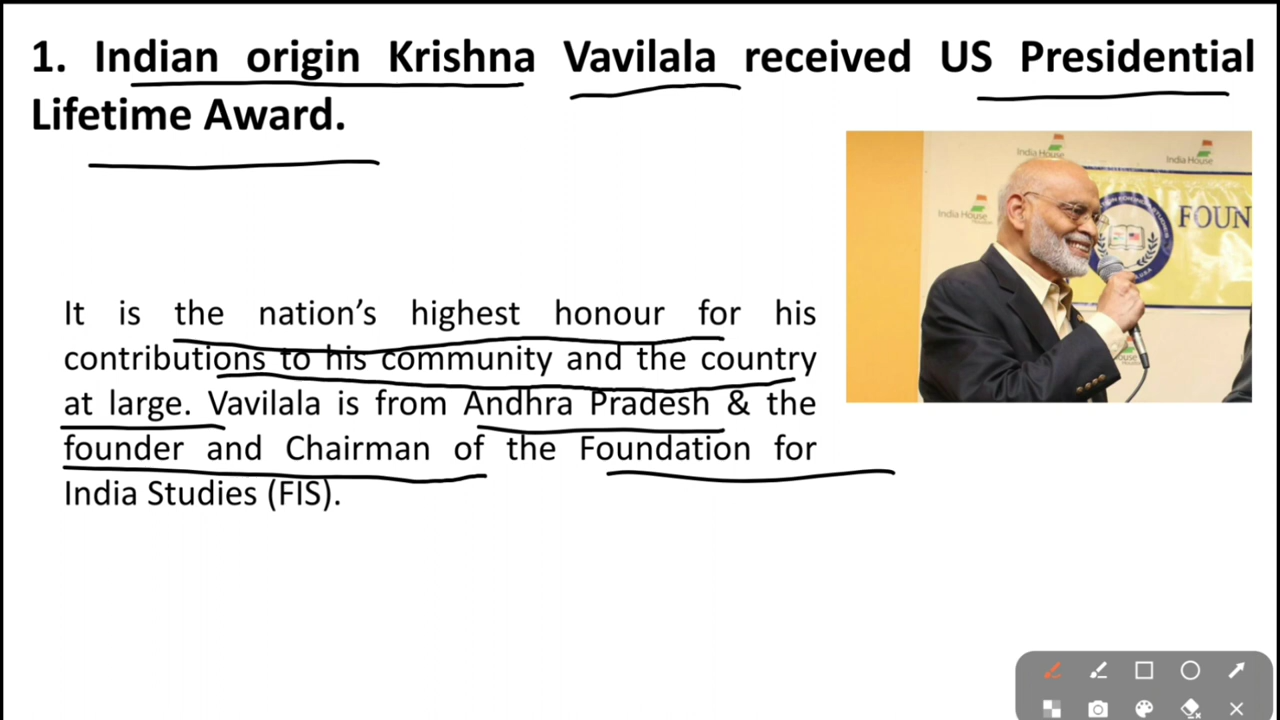 1. Indian origin Krishna Vavilala received US Presidential
Lifetime Award.
India House
India House
India House
FOUN
It is the nation's highest honour for his
contributions to his community and the country
at large. Vavilala is from Andhra Pradesh & the
founder and Chairman of the Foundation for
India Studies (FIS).